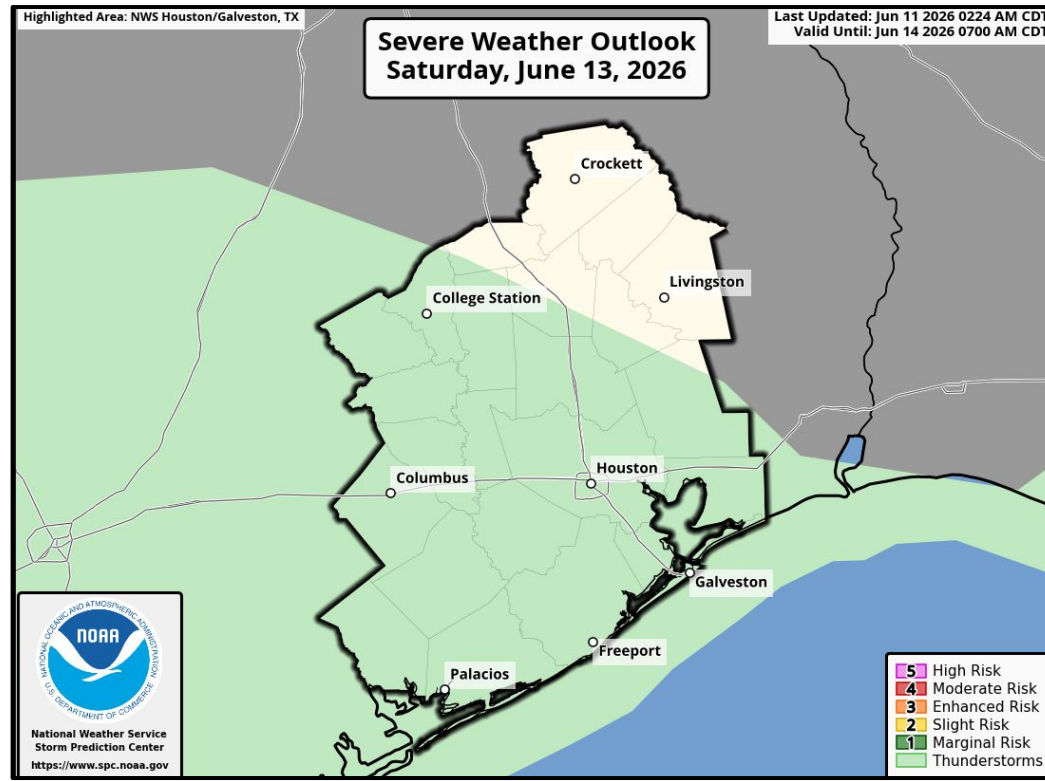 Highlighted Area: NWS Houston/Galveston, TX
Last Updated: Jun 11 2026 0224 AM CDT
Valid Until: Jun 14 2026 0700 AM CDT
Severe Weather Outlook
Saturday, June 13, 2026
Crockett
Livingston
College Station
Houston
Columbus
Galveston
Freeport
Palacios
NATIONAL OCEANIC AND ATMOSPHERIC ADMINISTRATION
NOAA
U.S. DEPARTMENT OF COMMERCE
National Weather Service
Storm Prediction Center
https://www.spc.noaa.gov
5 High Risk
4 Moderate Risk
3 Enhanced Risk
2 Slight Risk
1 Marginal Risk
Thunderstorms